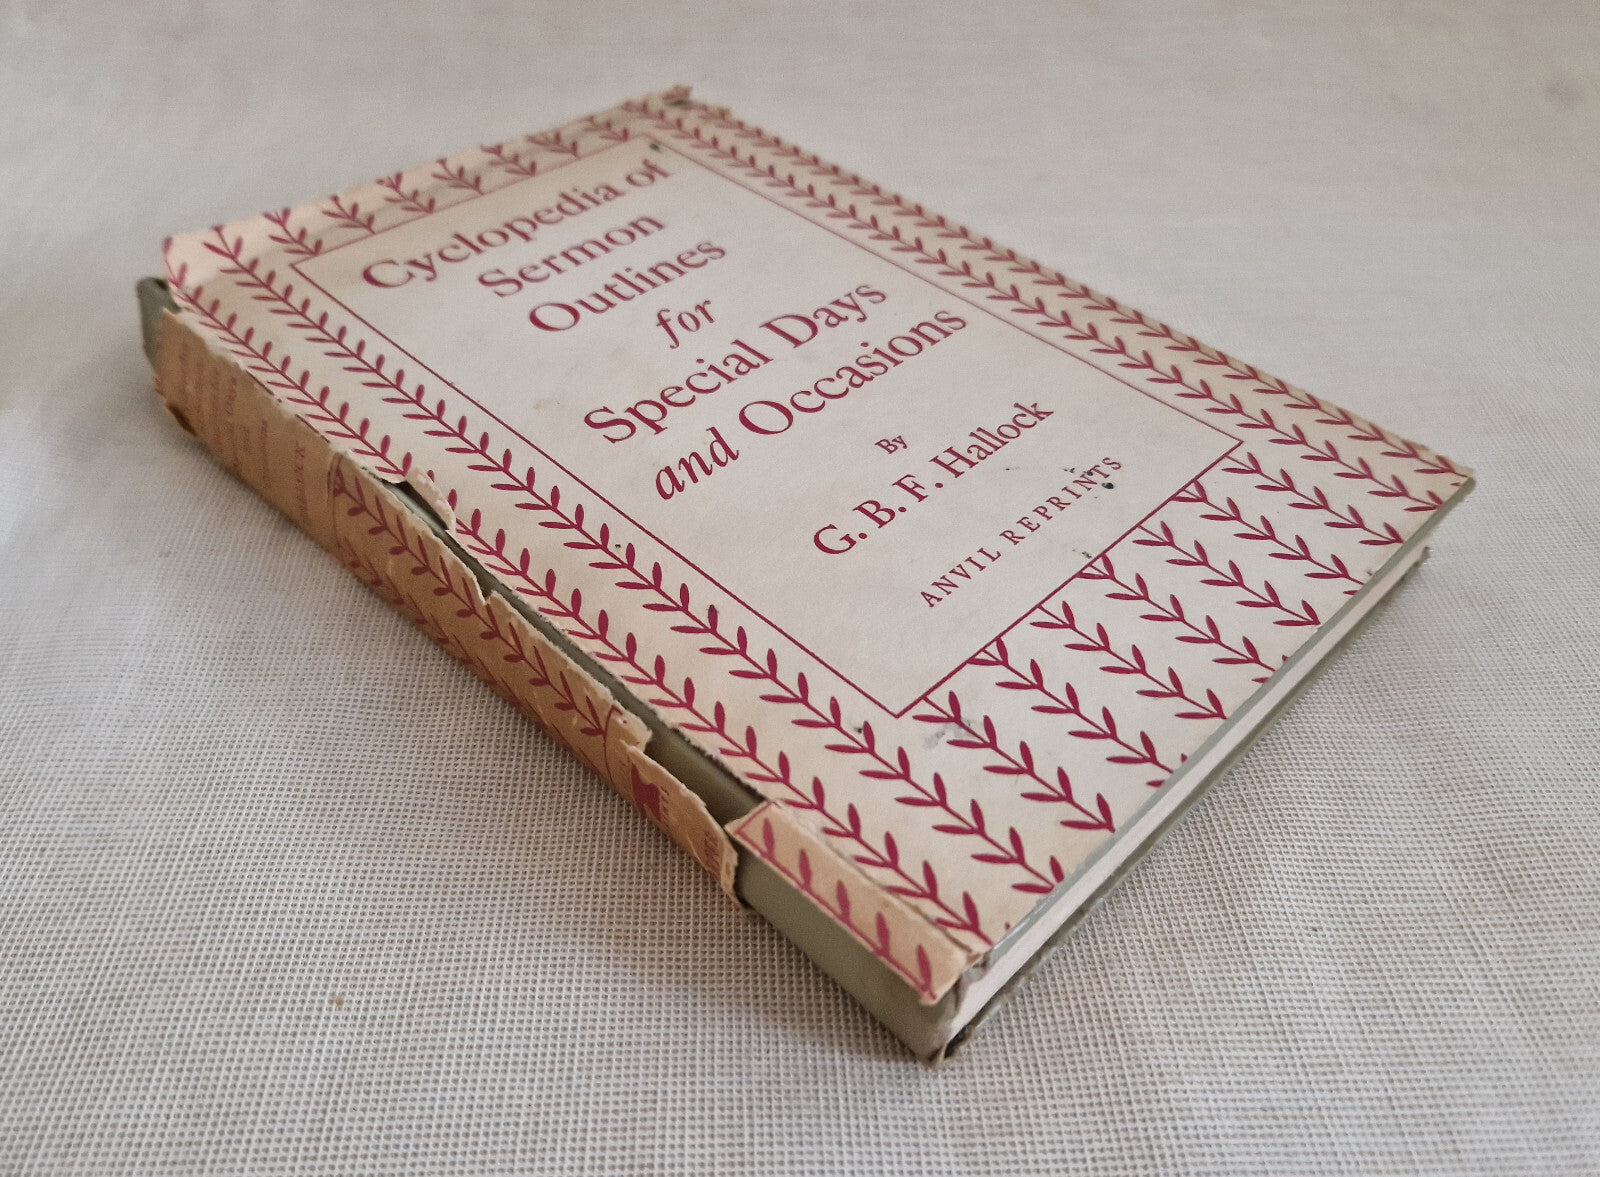 Cyclopedia of
Sermon
Outlines
for
Special Days
and Occasions
By
G. B. F. Hallock
ANVIL REPRINTS